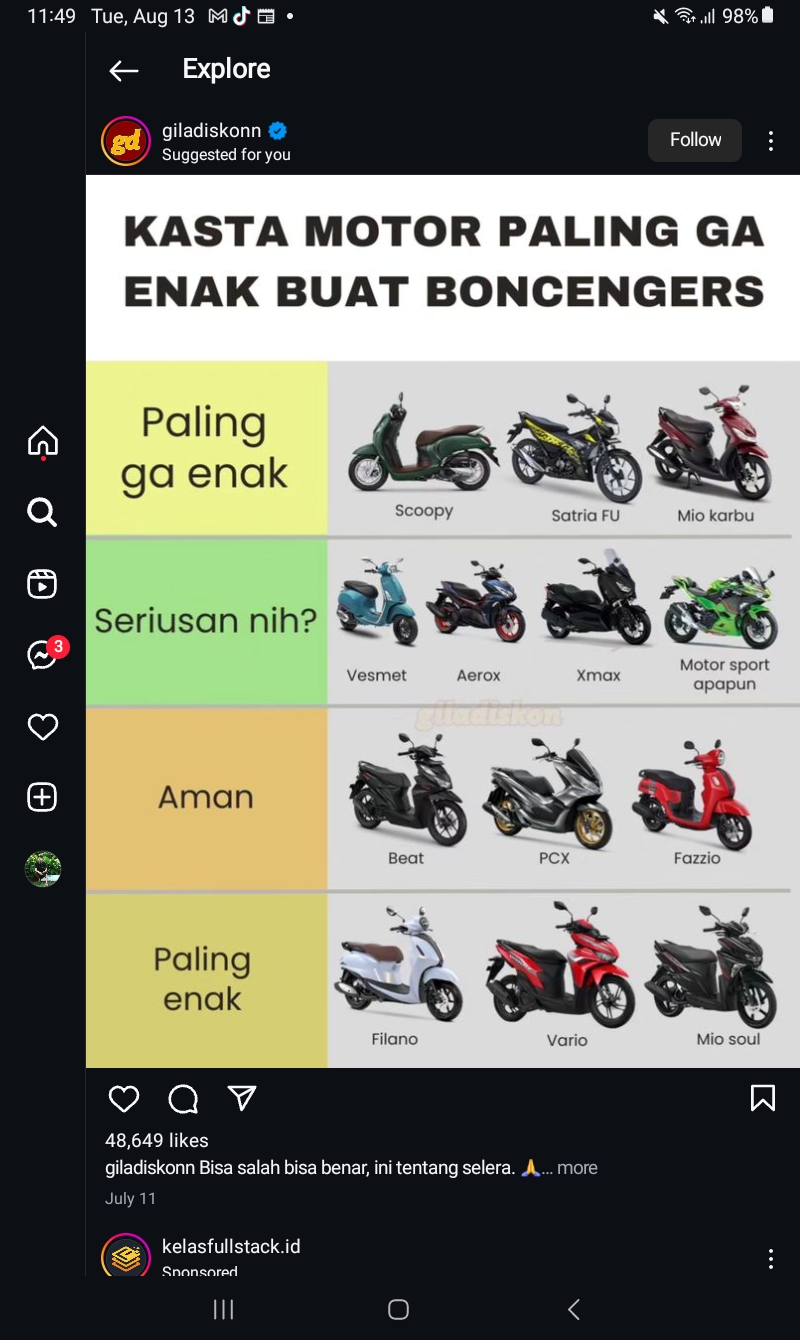 11:49 Tue, Aug 13 98%
Explore
gd
giladiskonn
Follow
Suggested for you
KASTA MOTOR PALING GA
ENAK BUAT BONCENGERS
Paling
ga enak
Scoopy Satria FU Mio karbu
Seriusan nih?
Vesmet Aerox Xmax Motor sport
apapun
giladiskon
Aman
Beat PCX Fazzio
Paling
enak
Filano Vario Mio soul
3
48,649 likes
giladiskonn Bisa salah bisa benar, ini tentang selera. 🙏... more
July 11
kelasfullstack.id
Sponsored